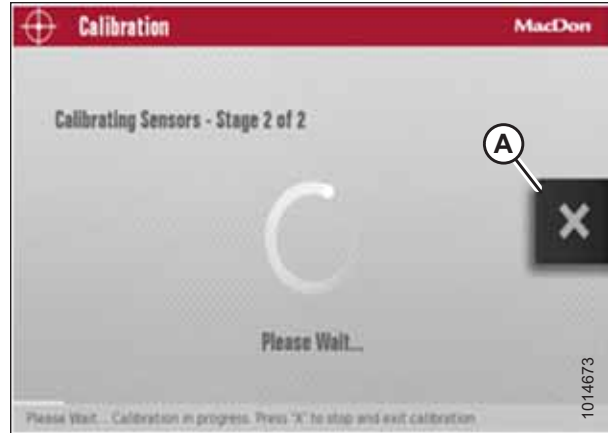 Calibration
MacDon
Calibrating Sensors - Stage 2 of 2
A
X
Please Wait...
1014673
Please Wait... Calibration in progress. Press "X" to stop and exit calibration